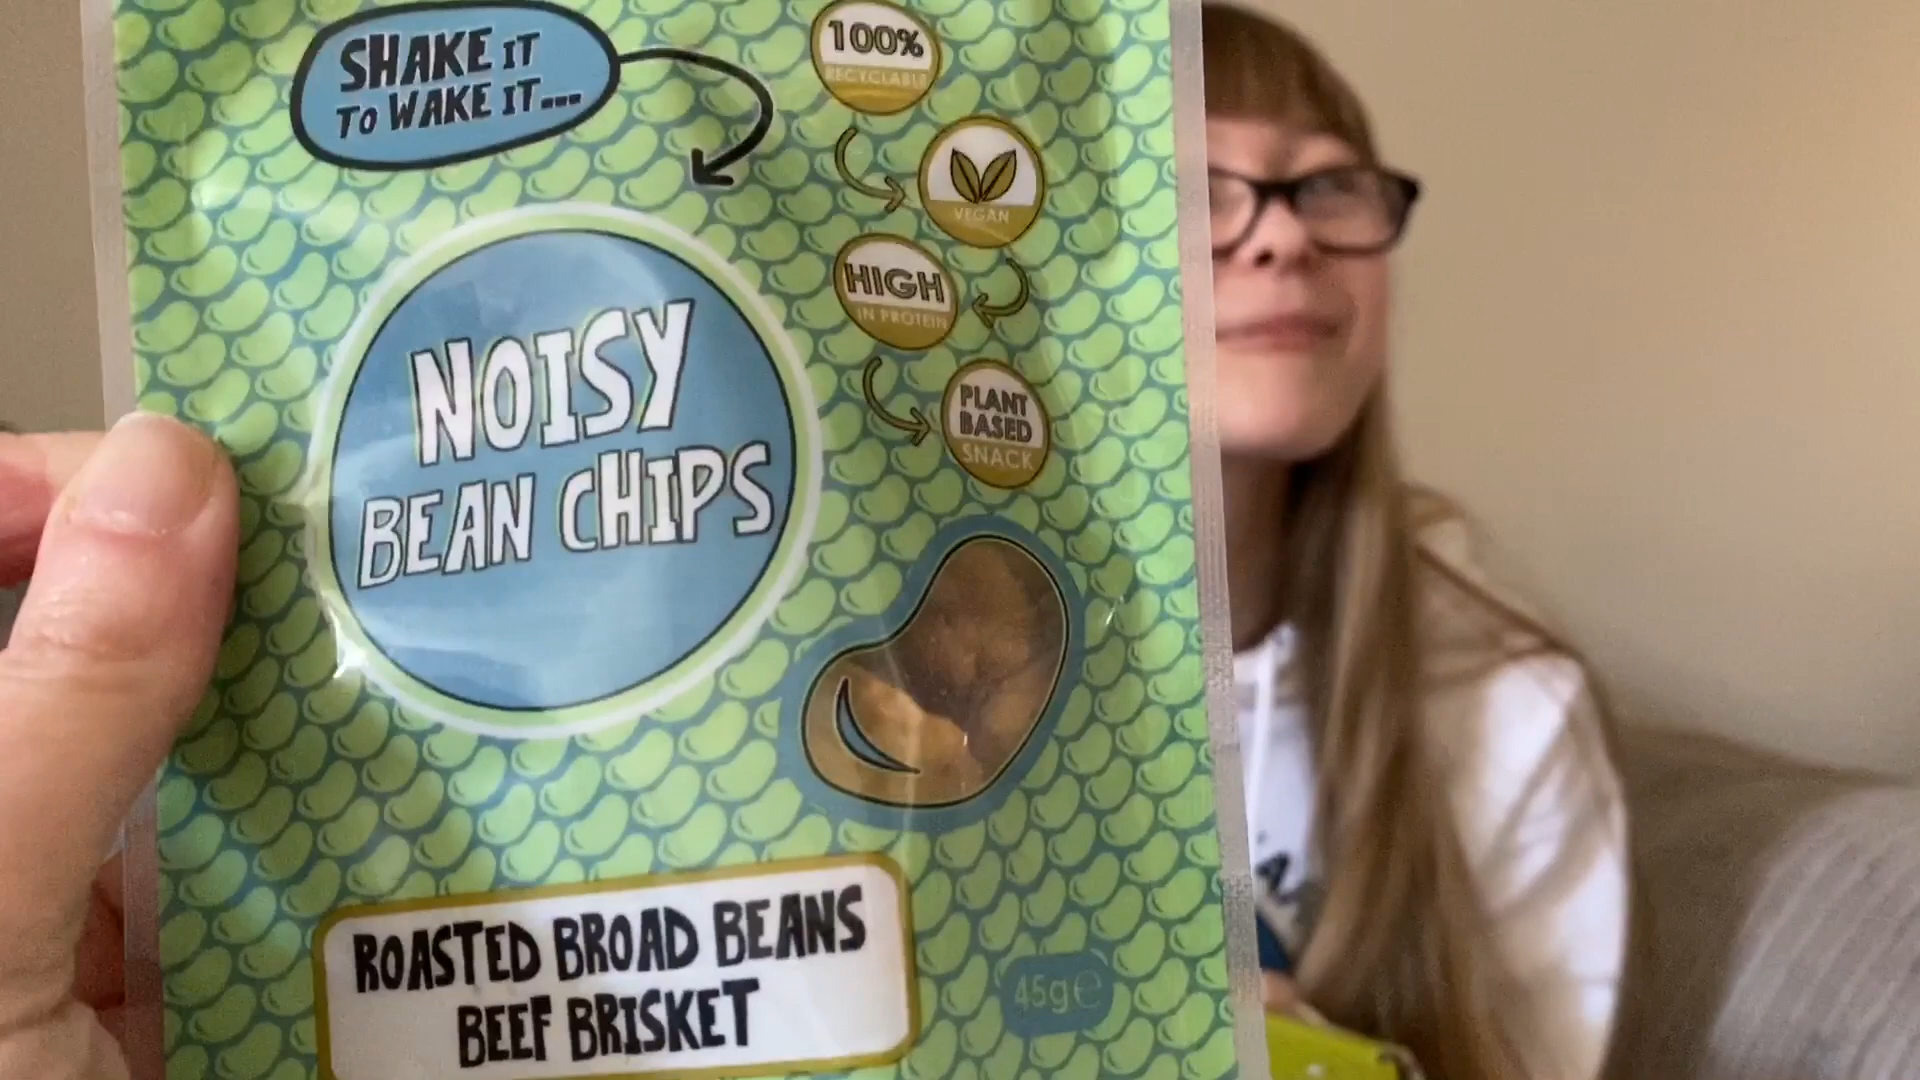 SHAKE IT
TO WAKE IT...
100%
RECYCLABLE
VEGAN
HIGH
IN PROTEIN
PLANT
BASED
SNACK
NOISY
BEAN CHIPS
ROASTED BROAD BEANS
BEEF BRISKET
45g℮